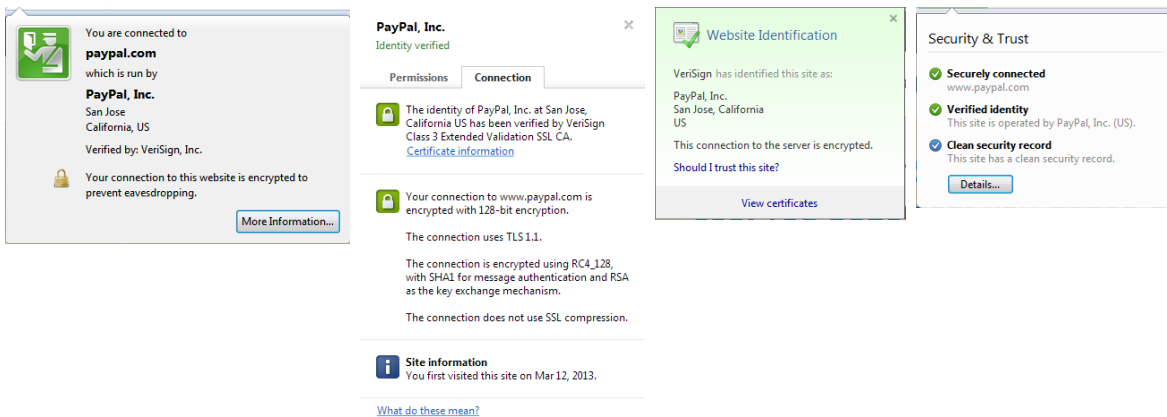 You are connected to
paypal.com
which is run by
PayPal, Inc.
San Jose
California, US
Verified by: VeriSign, Inc.
Your connection to this website is encrypted to
prevent eavesdropping.
More Information...
PayPal, Inc.
Identity verified
Permissions
Connection
The identity of PayPal, Inc. at San Jose,
California US has been verified by VeriSign
Class 3 Extended Validation SSL CA.
Certificate information
Your connection to www.paypal.com is
encrypted with 128-bit encryption.
The connection uses TLS 1.1.
The connection is encrypted using RC4_128,
with SHA1 for message authentication and RSA
as the key exchange mechanism.
The connection does not use SSL compression.
Site information
You first visited this site on Mar 12, 2013.
What do these mean?
Website Identification
VeriSign has identified this site as:
PayPal, Inc.
San Jose, California
US
This connection to the server is encrypted.
Should I trust this site?
View certificates
Security & Trust
Securely connected
www.paypal.com
Verified identity
This site is operated by PayPal, Inc. (US).
Clean security record
This site has a clean security record.
Details...